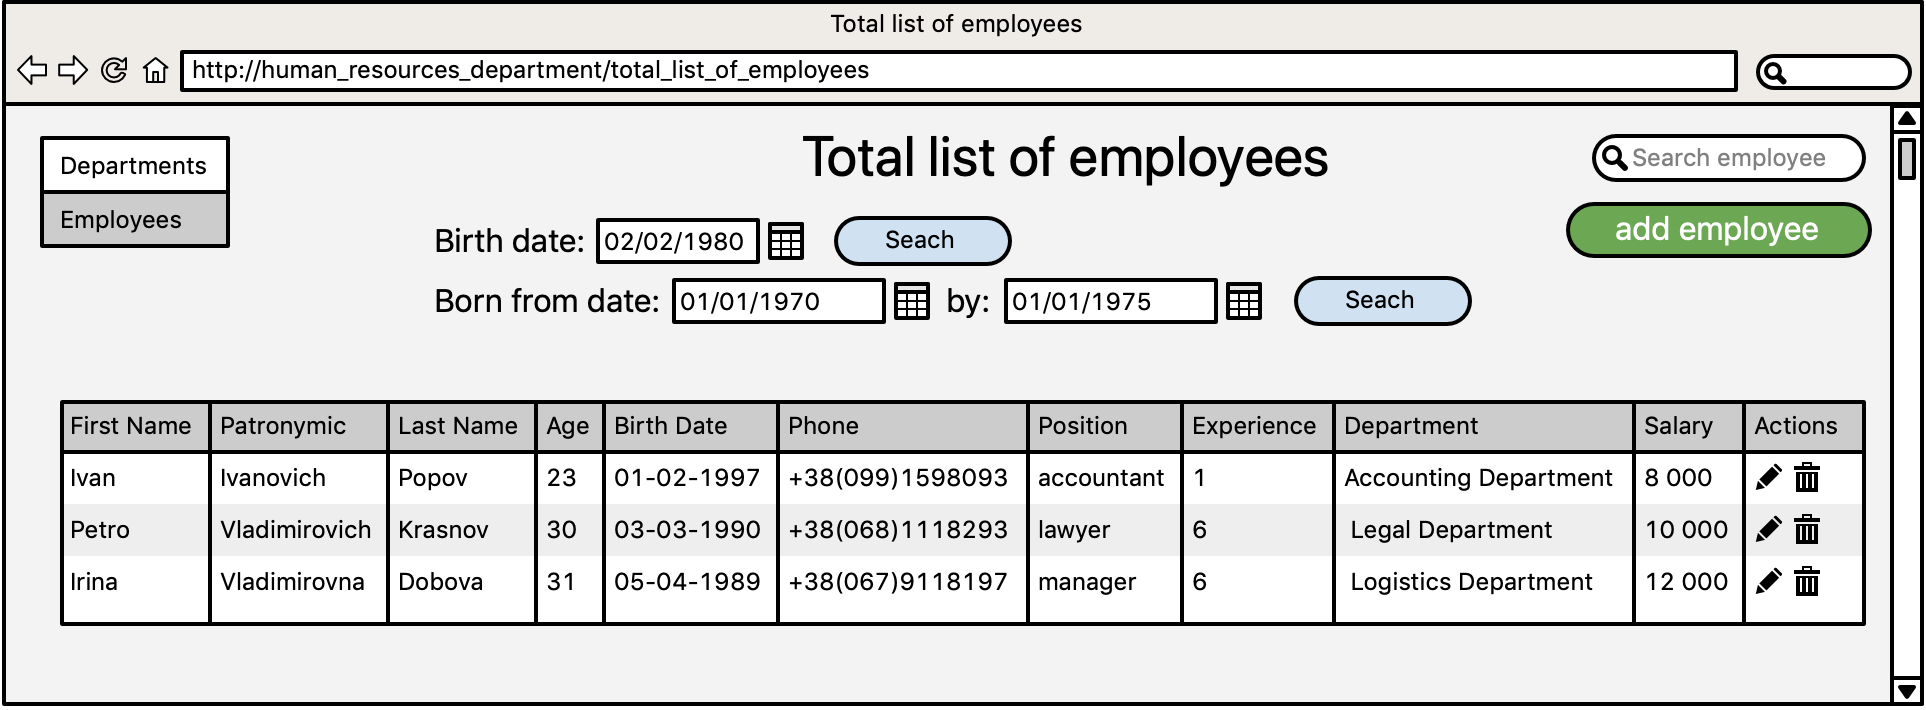 Total list of employees
http://human_resources_department/total_list_of_employees
Departments
Employees
Total list of employees
Search employee
add employee
Birth date: 02/02/1980 Seach
Born from date: 01/01/1970 by: 01/01/1975 Seach
First Name Patronymic Last Name Age Birth Date Phone Position Experience Department Salary Actions
Ivan Ivanovich Popov 23 01-02-1997 +38(099)1598093 accountant 1 Accounting Department 8 000
Petro Vladimirovich Krasnov 30 03-03-1990 +38(068)1118293 lawyer 6 Legal Department 10 000
Irina Vladimirovna Dobova 31 05-04-1989 +38(067)9118197 manager 6 Logistics Department 12 000